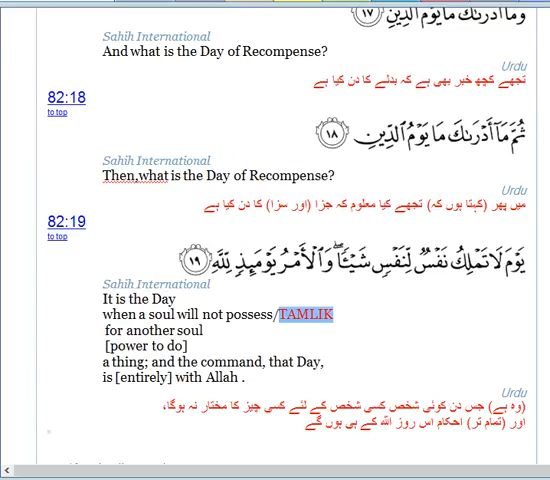 وَمَآ أَدْرَىٰكَ مَا يَوْمُ ٱلدِّينِ ١٧
Sahih International
And what is the Day of Recompense?
Urdu
تجھے کچھ خبر بھی ہے کہ بدلے کا دن کیا ہے
82:18
to top
ثُمَّ مَآ أَدْرَىٰكَ مَا يَوْمُ ٱلدِّينِ ١٨
Sahih International
Then,what is the Day of Recompense?
Urdu
میں پھر (کہتا ہوں کہ) تجھے کیا معلوم کہ جزا (اور سزا) کا دن کیا ہے
82:19
to top
يَوْمَ لَا تَمْلِكُ نَفْسٌ لِّنَفْسٍ شَيْـًٔا ۖ وَٱلْأَمْرُ يَوْمَئِذٍ لِّلَّهِ ١٩
Sahih International
It is the Day
when a soul will not possess/TAMLIK
for another soul
[power to do]
a thing; and the command, that Day,
is [entirely] with Allah .
Urdu
(وہ ہے) جس دن کوئی شخص کسی شخص کے لئے کسی چیز کا مختار نہ ہوگا،
اور (تمام تر) احکام اس روز الله کے ہی ہوں گے